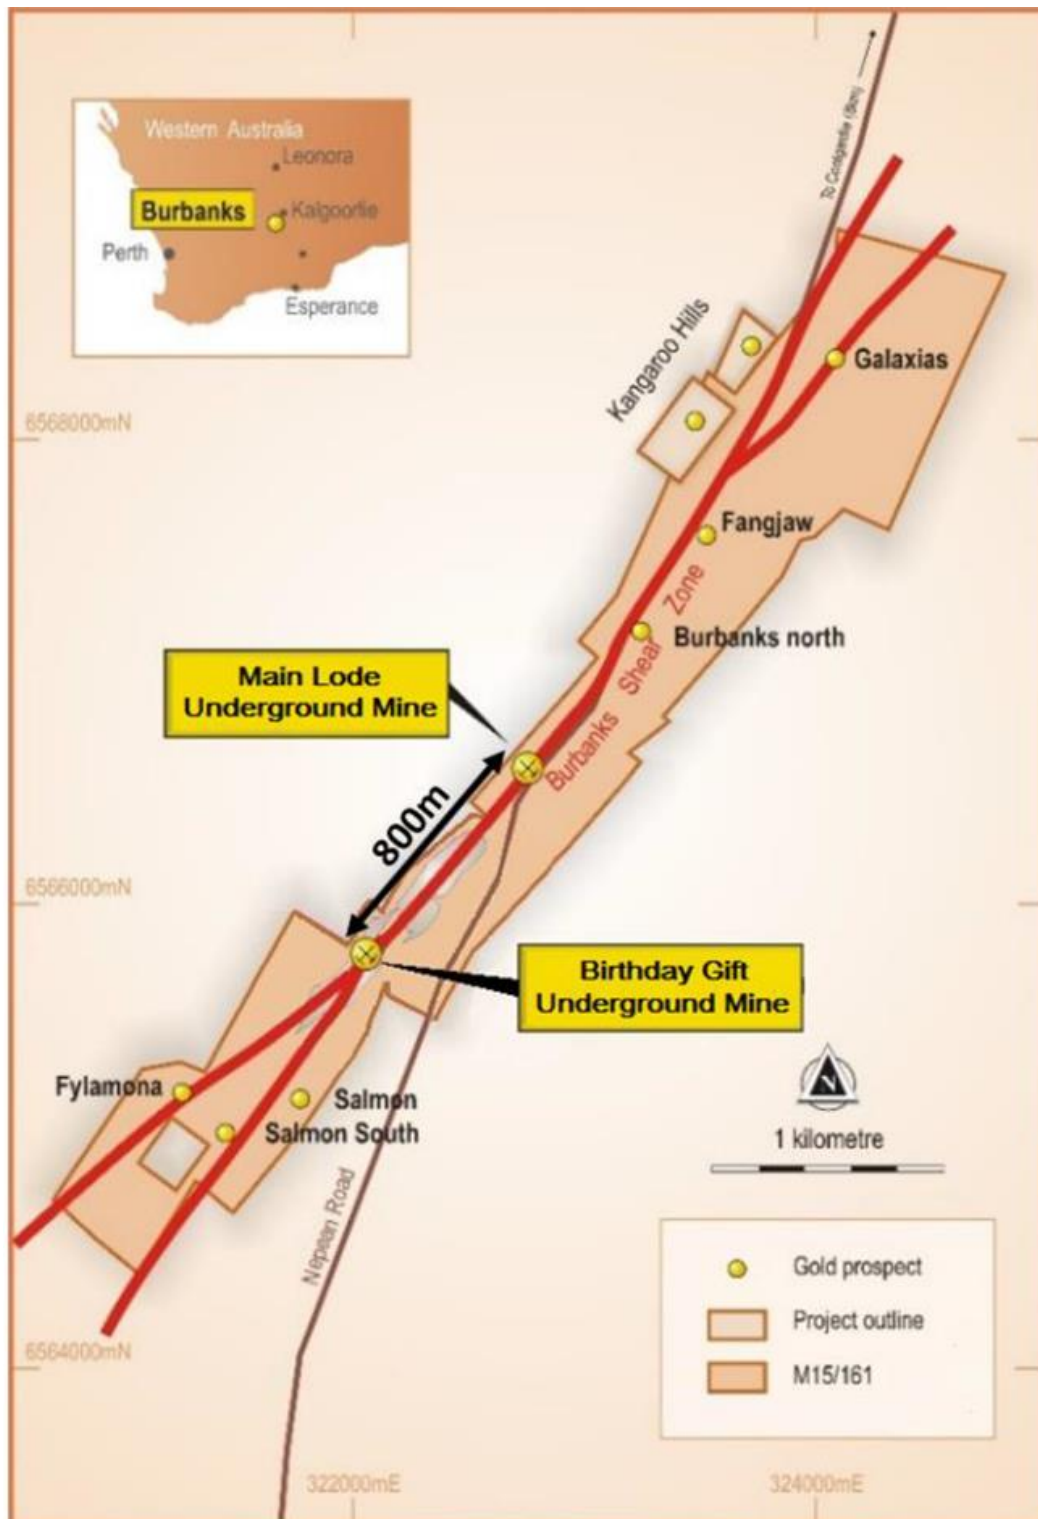 To Coolgardie (8km)
Western Australia
Leonora
Burbanks
Kalgoorlie
Perth
Esperance
Kangaroo Hills
Galaxias
6568000mN
Fangjaw
Burbanks north
Burbanks Shear Zone
Main Lode
Underground Mine
800m
6566000mN
Birthday Gift
Underground Mine
Fylamona
Salmon
Salmon South
N
1 kilometre
Nepean Road
Gold prospect
Project outline
M15/161
6564000mN
322000mE
324000mE